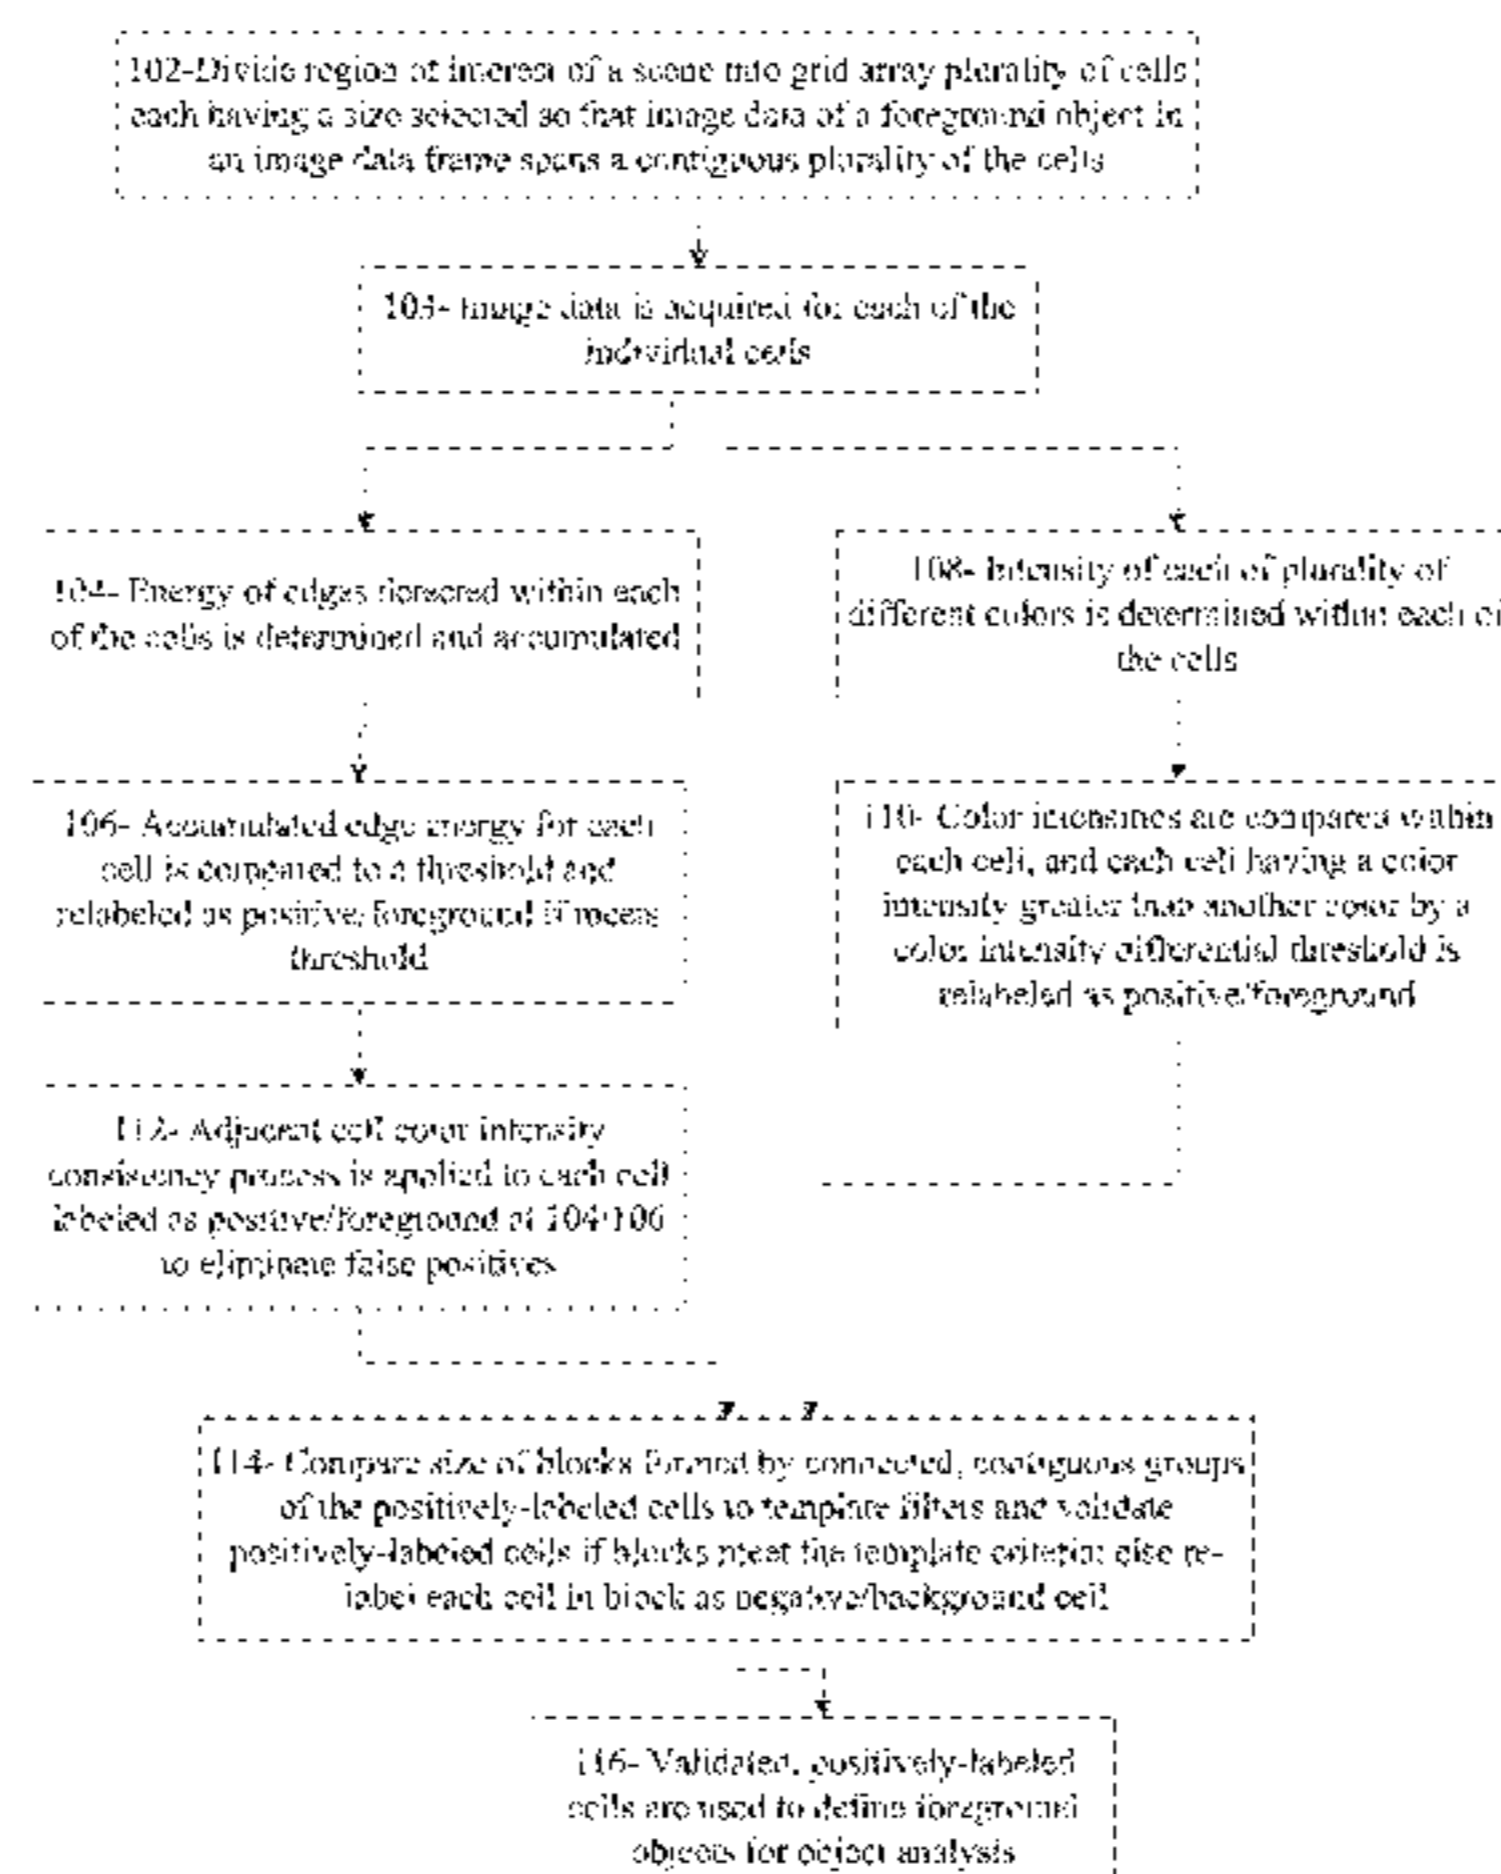 102-Divide region of interest of a scene into grid array plurality of cells
each having a size selected so that image data of a foreground object in
an image data frame spans a contiguous plurality of the cells
103- Image data is acquired for each of the
individual cells
104- Energy of edges detected within each
of the cells is determined and accumulated
108- Intensity of each of plurality of
different colors is determined within each of
the cells
106- Accumulated edge energy for each
cell is compared to a threshold and
relabeled as positive/foreground if meets
threshold
110- Color intensities are compared within
each cell, and each cell having a color
intensity greater than another color by a
color intensity differential threshold is
relabeled as positive/foreground
112- Adjacent cell color intensity
consistency process is applied to each cell
labeled as positive/foreground at 104/106
to eliminate false positives
114- Compare size of blocks formed by connected, contiguous groups
of the positively-labeled cells to template filters and validate
positively-labeled cells if blocks meet the template criteria; else re-
label each cell in block as negative/background cell
116- Validated, positively-labeled
cells are used to define foreground
objects for object analysis